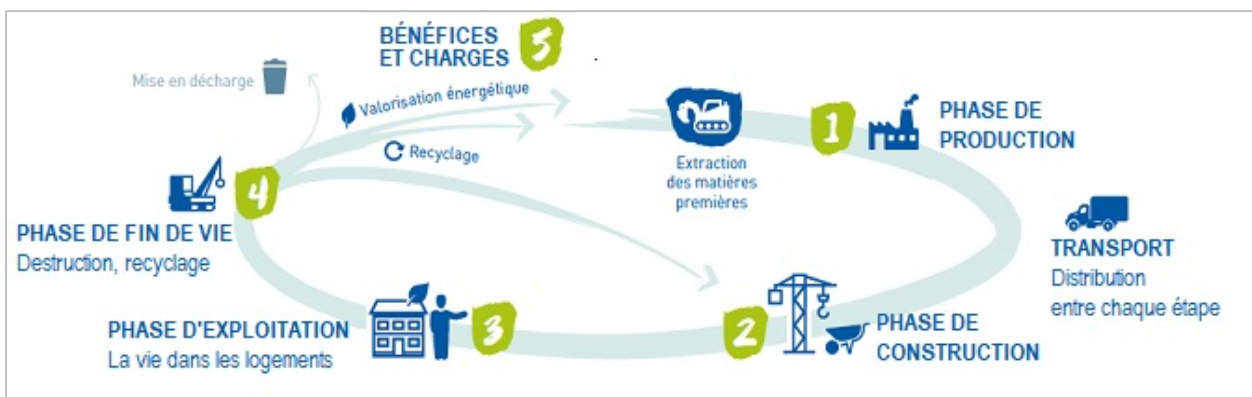 BÉNÉFICES
ET CHARGES
5
Mise en décharge
Valorisation énergétique
Recyclage
Extraction
des matières
premières
1
PHASE DE
PRODUCTION
TRANSPORT
Distribution
entre chaque étape
2
PHASE DE
CONSTRUCTION
3
PHASE D'EXPLOITATION
La vie dans les logements
4
PHASE DE FIN DE VIE
Destruction, recyclage